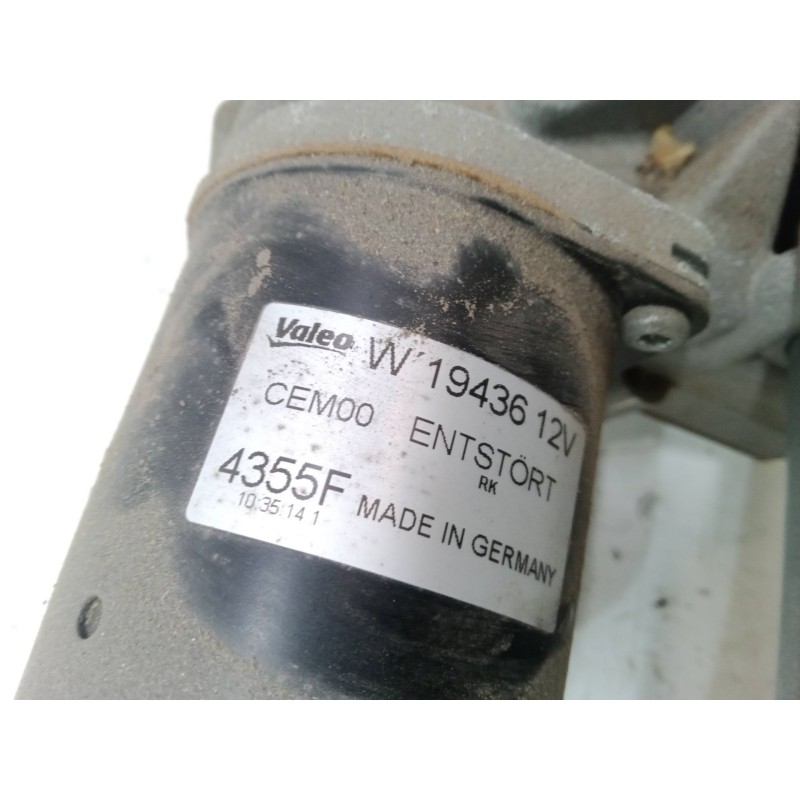 Valeo W 19436 12V
CEM00 ENTSTÖRT
RK
4355F MADE IN GERMANY
10:35:14 1